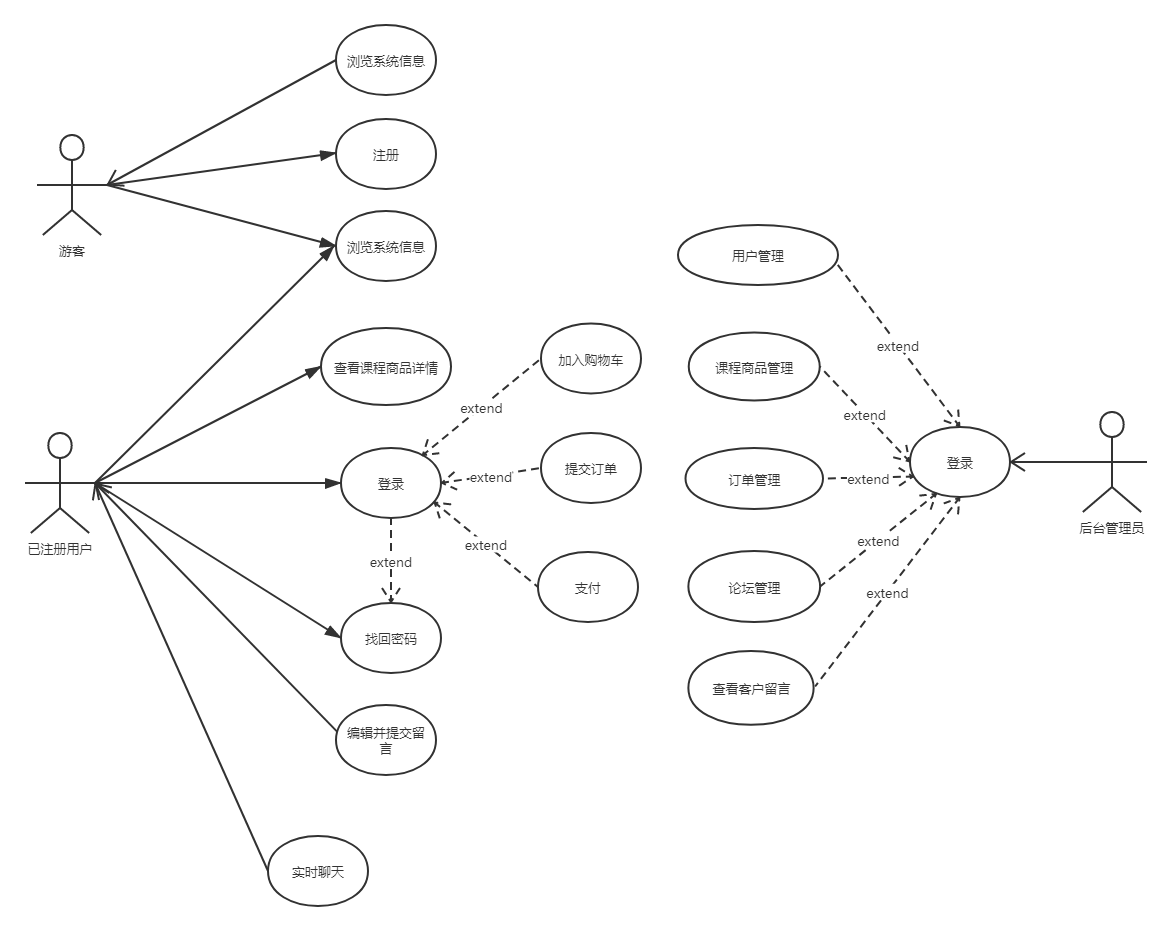 浏览系统信息
注册
游客
浏览系统信息
用户管理
extend
查看课程商品详情
加入购物车
课程商品管理
extend
extend
登录
提交订单
extend
订单管理
extend
登录
后台管理员
已注册用户
extend
extend
extend
支付
论坛管理
extend
找回密码
查看客户留言
编辑并提交留
言
实时聊天